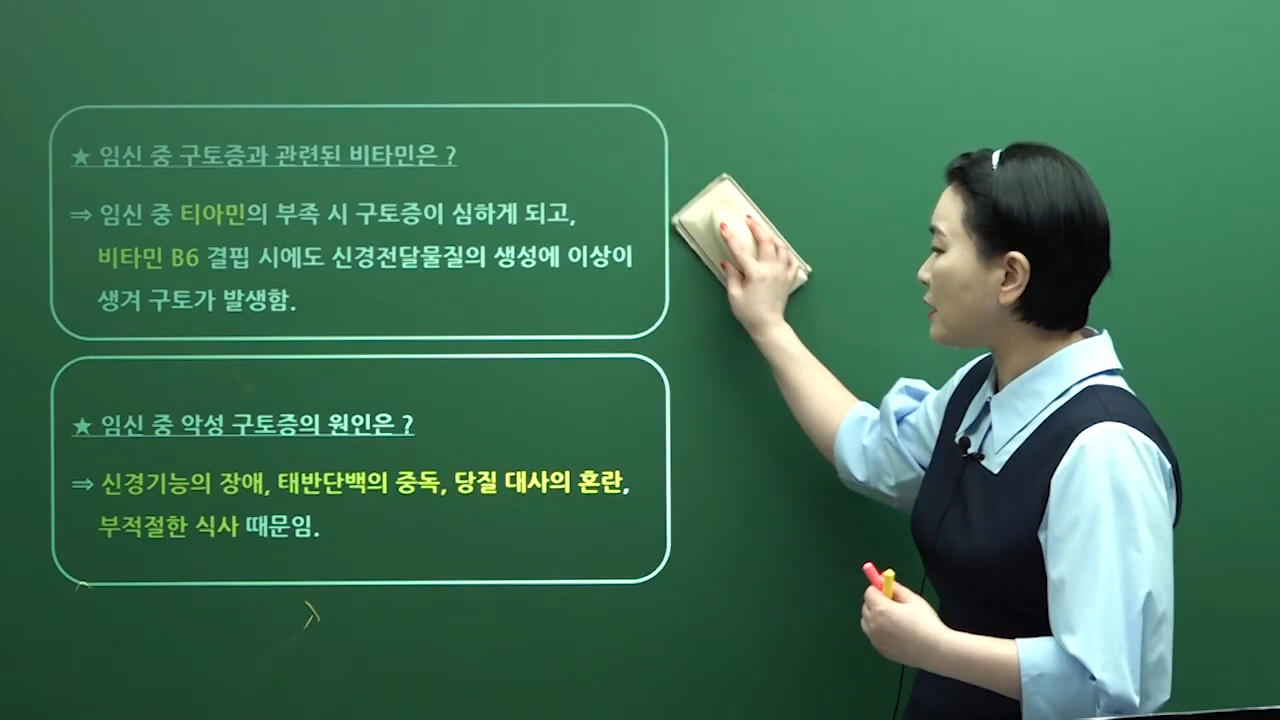 ★ 임신 중 구토증과 관련된 비타민은 ?
⇒ 임신 중 티아민의 부족 시 구토증이 심하게 되고,
비타민 B6 결핍 시에도 신경전달물질의 생성에 이상이
생겨 구토가 발생함.
★ 임신 중 악성 구토증의 원인은 ?
⇒ 신경기능의 장애, 태반단백의 중독, 당질 대사의 혼란,
부적절한 식사 때문임.